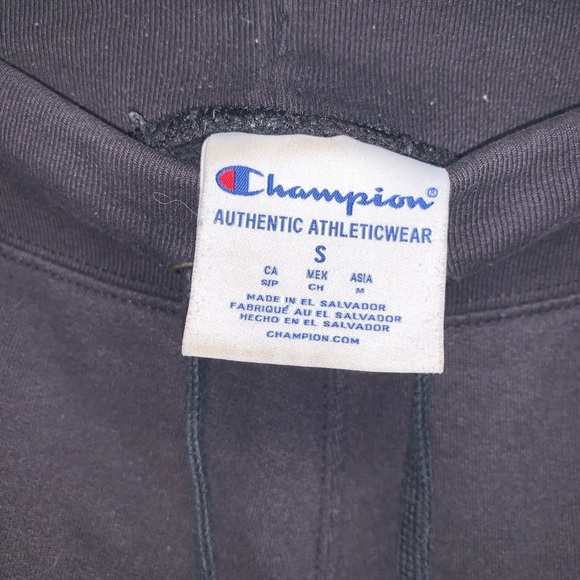 Champion®
AUTHENTIC ATHLETICWEAR
S
CA MEX ASIA
S/P CH M
MADE IN EL SALVADOR
FABRIQUÉ AU EL SALVADOR
HECHO EN EL SALVADOR
CHAMPION.COM